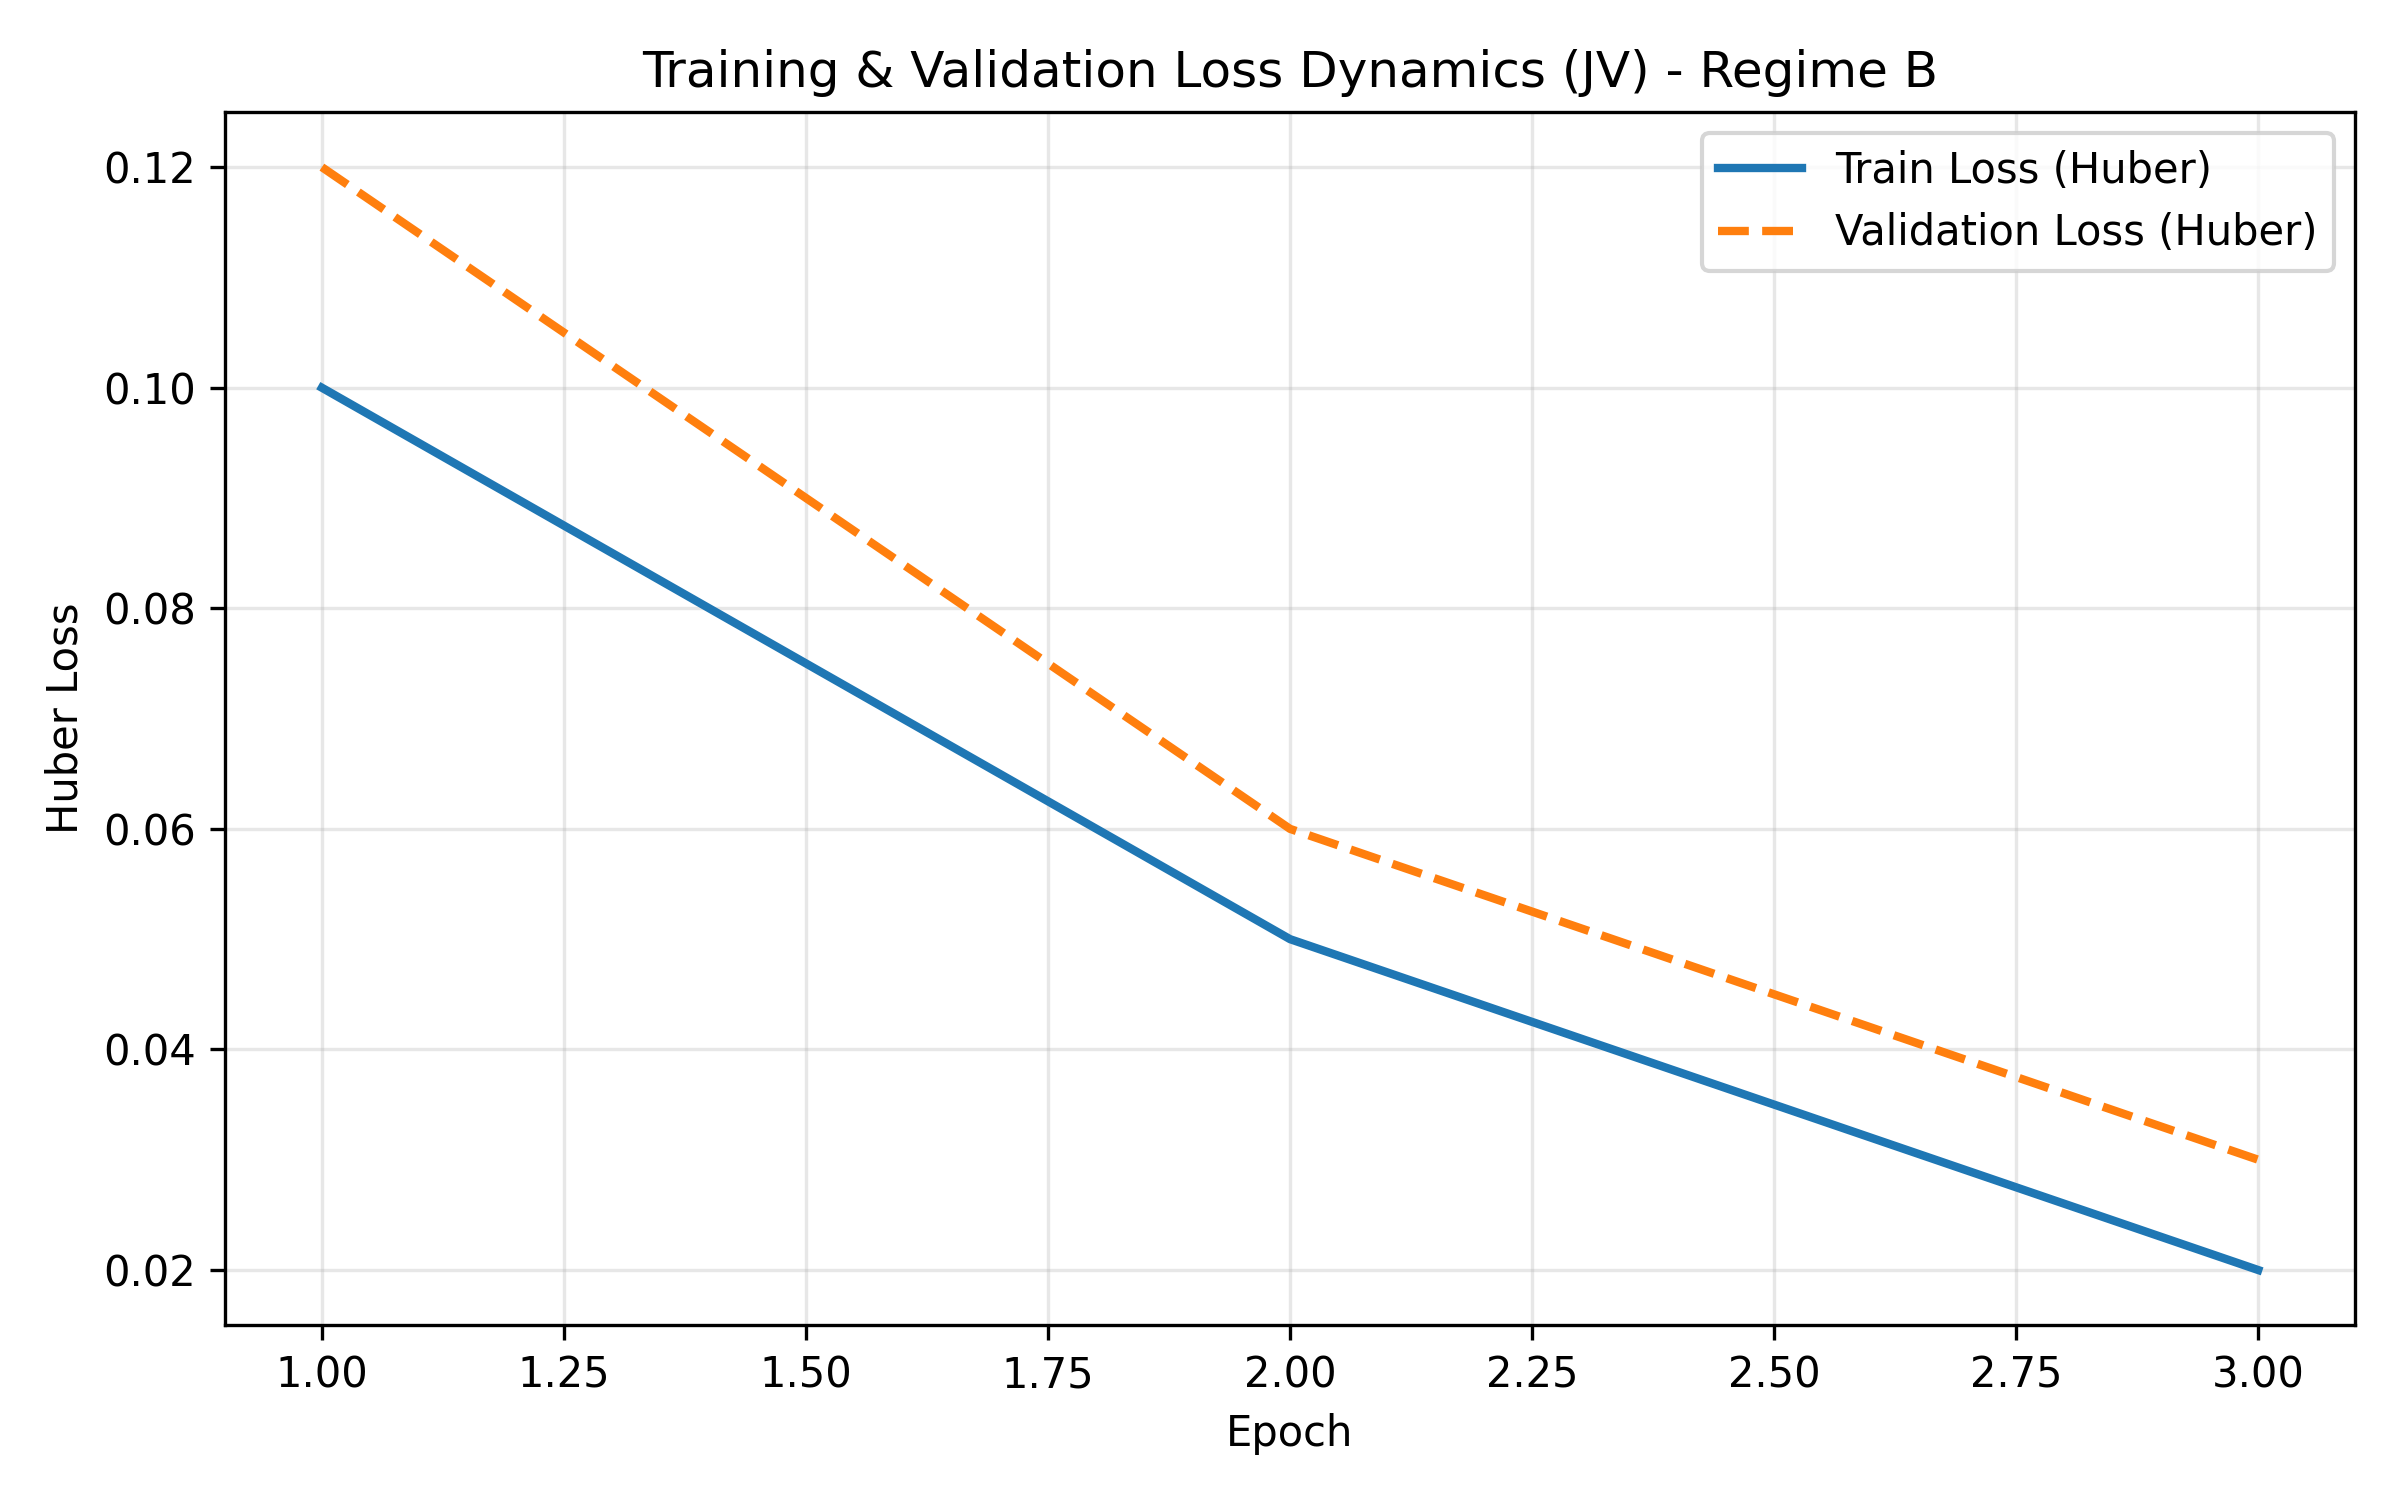 Training & Validation Loss Dynamics (JV) - Regime B
Train Loss (Huber)
Validation Loss (Huber)
Huber Loss
0.12
0.10
0.08
0.06
0.04
0.02
1.00 1.25 1.50 1.75 2.00 2.25 2.50 2.75 3.00
Epoch